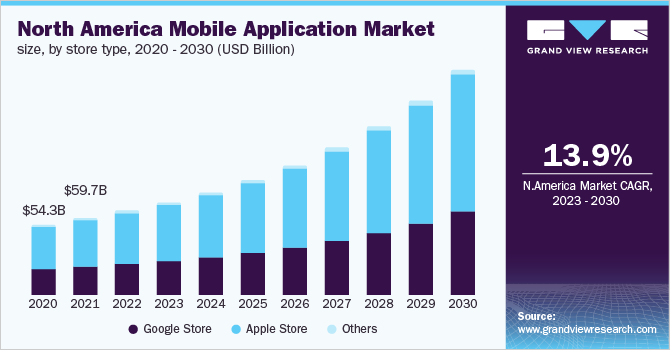 North America Mobile Application Market
size, by store type, 2020 - 2030 (USD Billion)
$54.3B
$59.7B
2020 2021 2022 2023 2024 2025 2026 2027 2028 2029 2030
Google Store Apple Store Others
GRAND VIEW RESEARCH
13.9%
N.America Market CAGR,
2023 - 2030
Source:
www.grandviewresearch.com